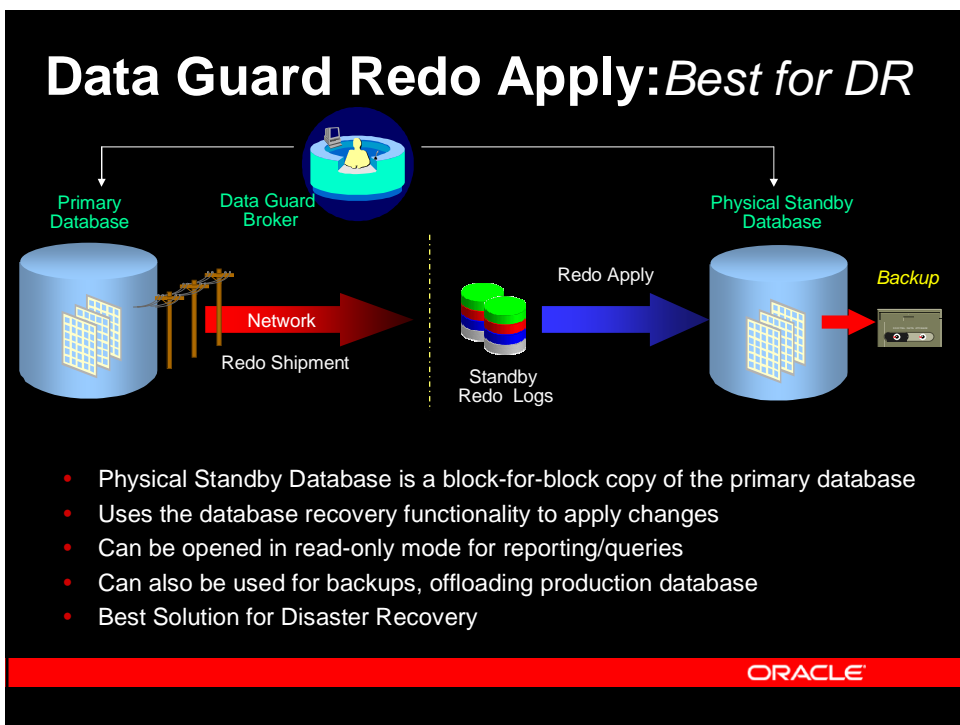 Data Guard Redo Apply: Best for DR
Primary
Database
Data Guard
Broker
Physical Standby
Database
Network
Redo Shipment
Standby
Redo Logs
Redo Apply
Backup
• Physical Standby Database is a block-for-block copy of the primary database
• Uses the database recovery functionality to apply changes
• Can be opened in read-only mode for reporting/queries
• Can also be used for backups, offloading production database
• Best Solution for Disaster Recovery
ORACLE